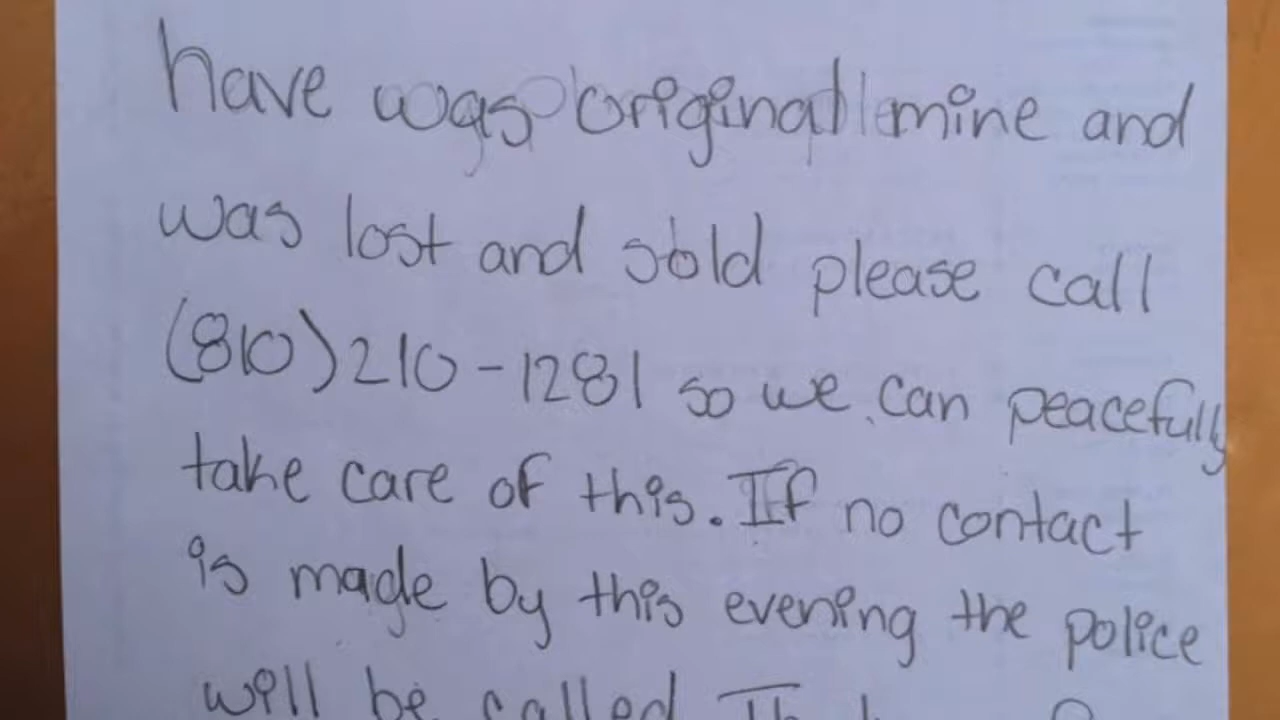 have was original mine and
was lost and sold please call
(810)210-1281 so we can peacefully
take care of this. If no contact
is made by this evening the police
will be called